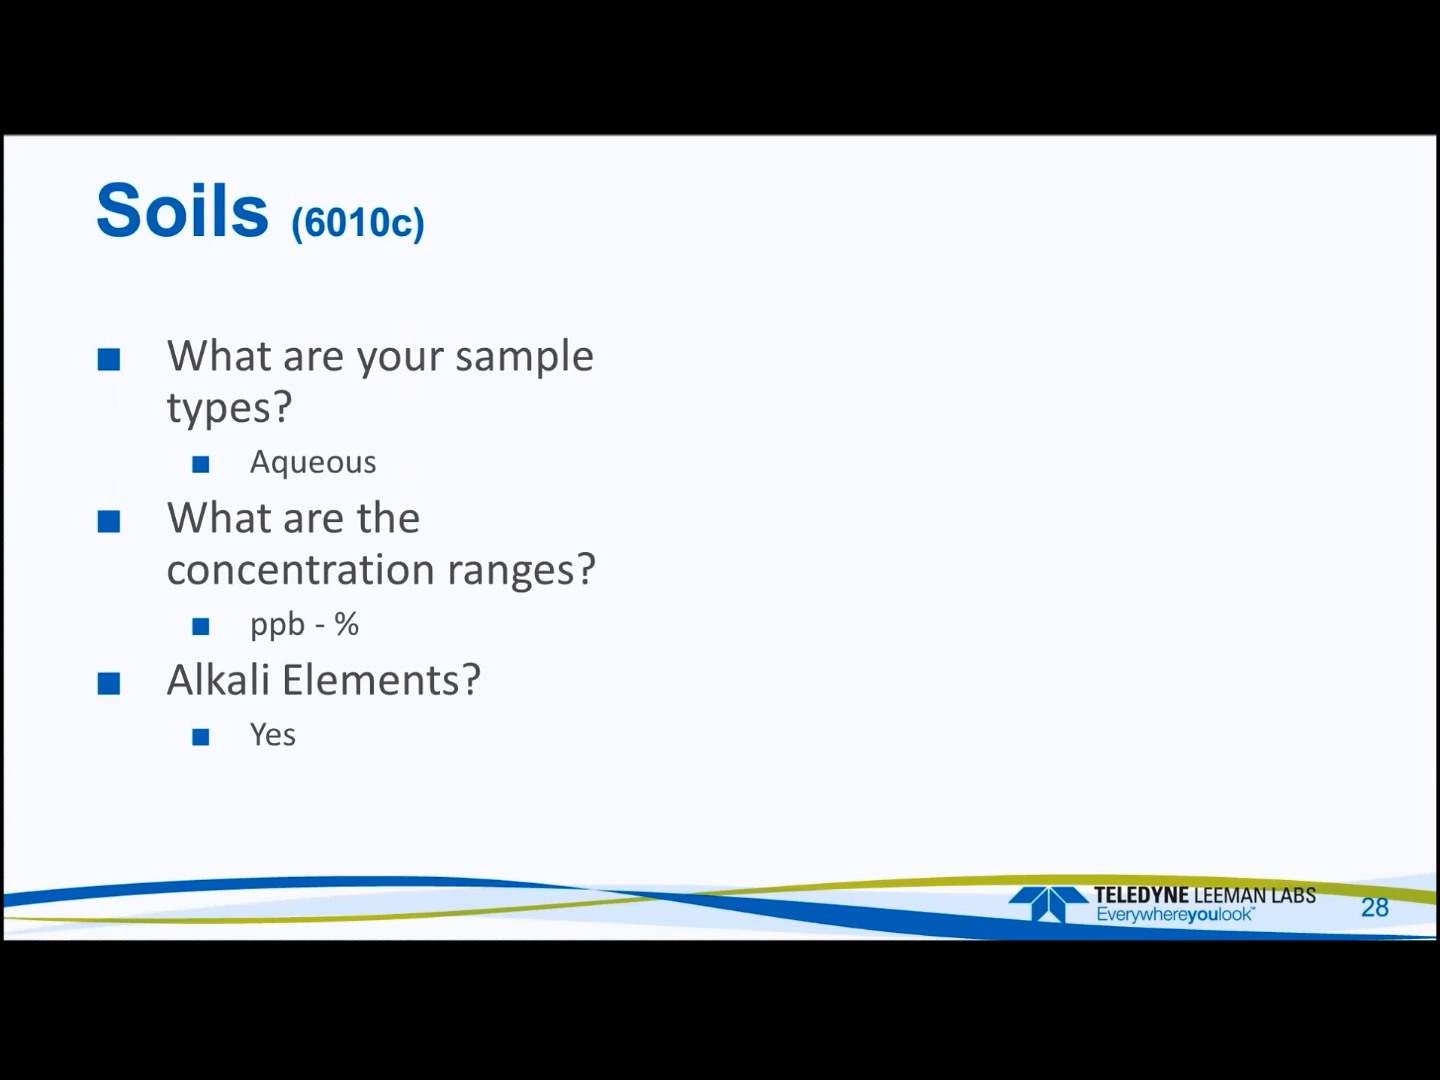 Soils (6010c)
■ What are your sample
types?
■ Aqueous
■ What are the
concentration ranges?
■ ppb - %
■ Alkali Elements?
■ Yes
TELEDYNE LEEMAN LABS
Everywhereyoulook™
28